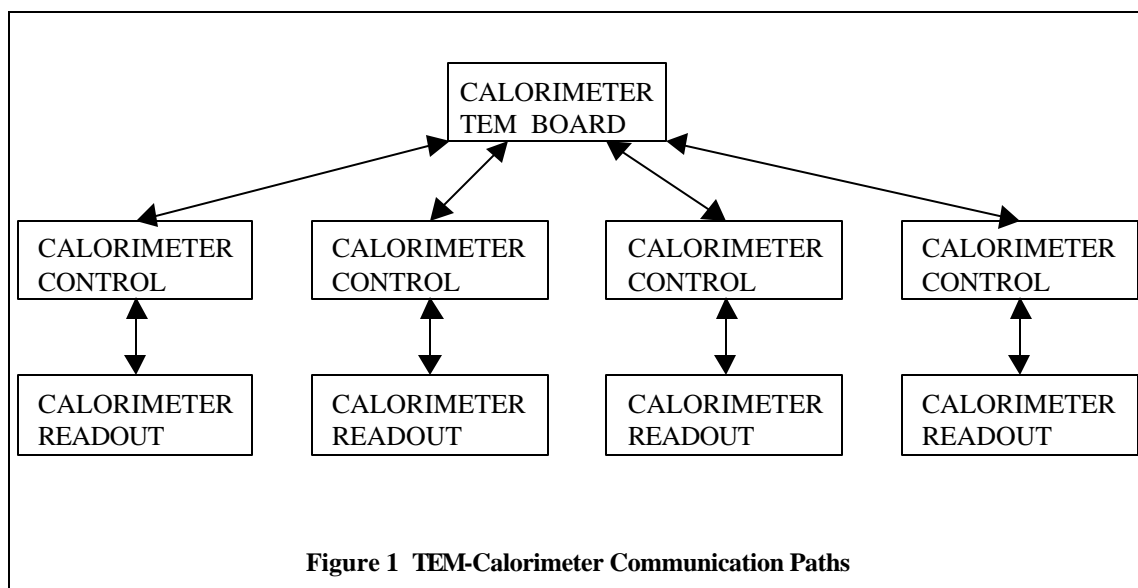 CALORIMETER
TEM BOARD
CALORIMETER
CONTROL
CALORIMETER
CONTROL
CALORIMETER
CONTROL
CALORIMETER
CONTROL
CALORIMETER
READOUT
CALORIMETER
READOUT
CALORIMETER
READOUT
CALORIMETER
READOUT
Figure 1 TEM-Calorimeter Communication Paths